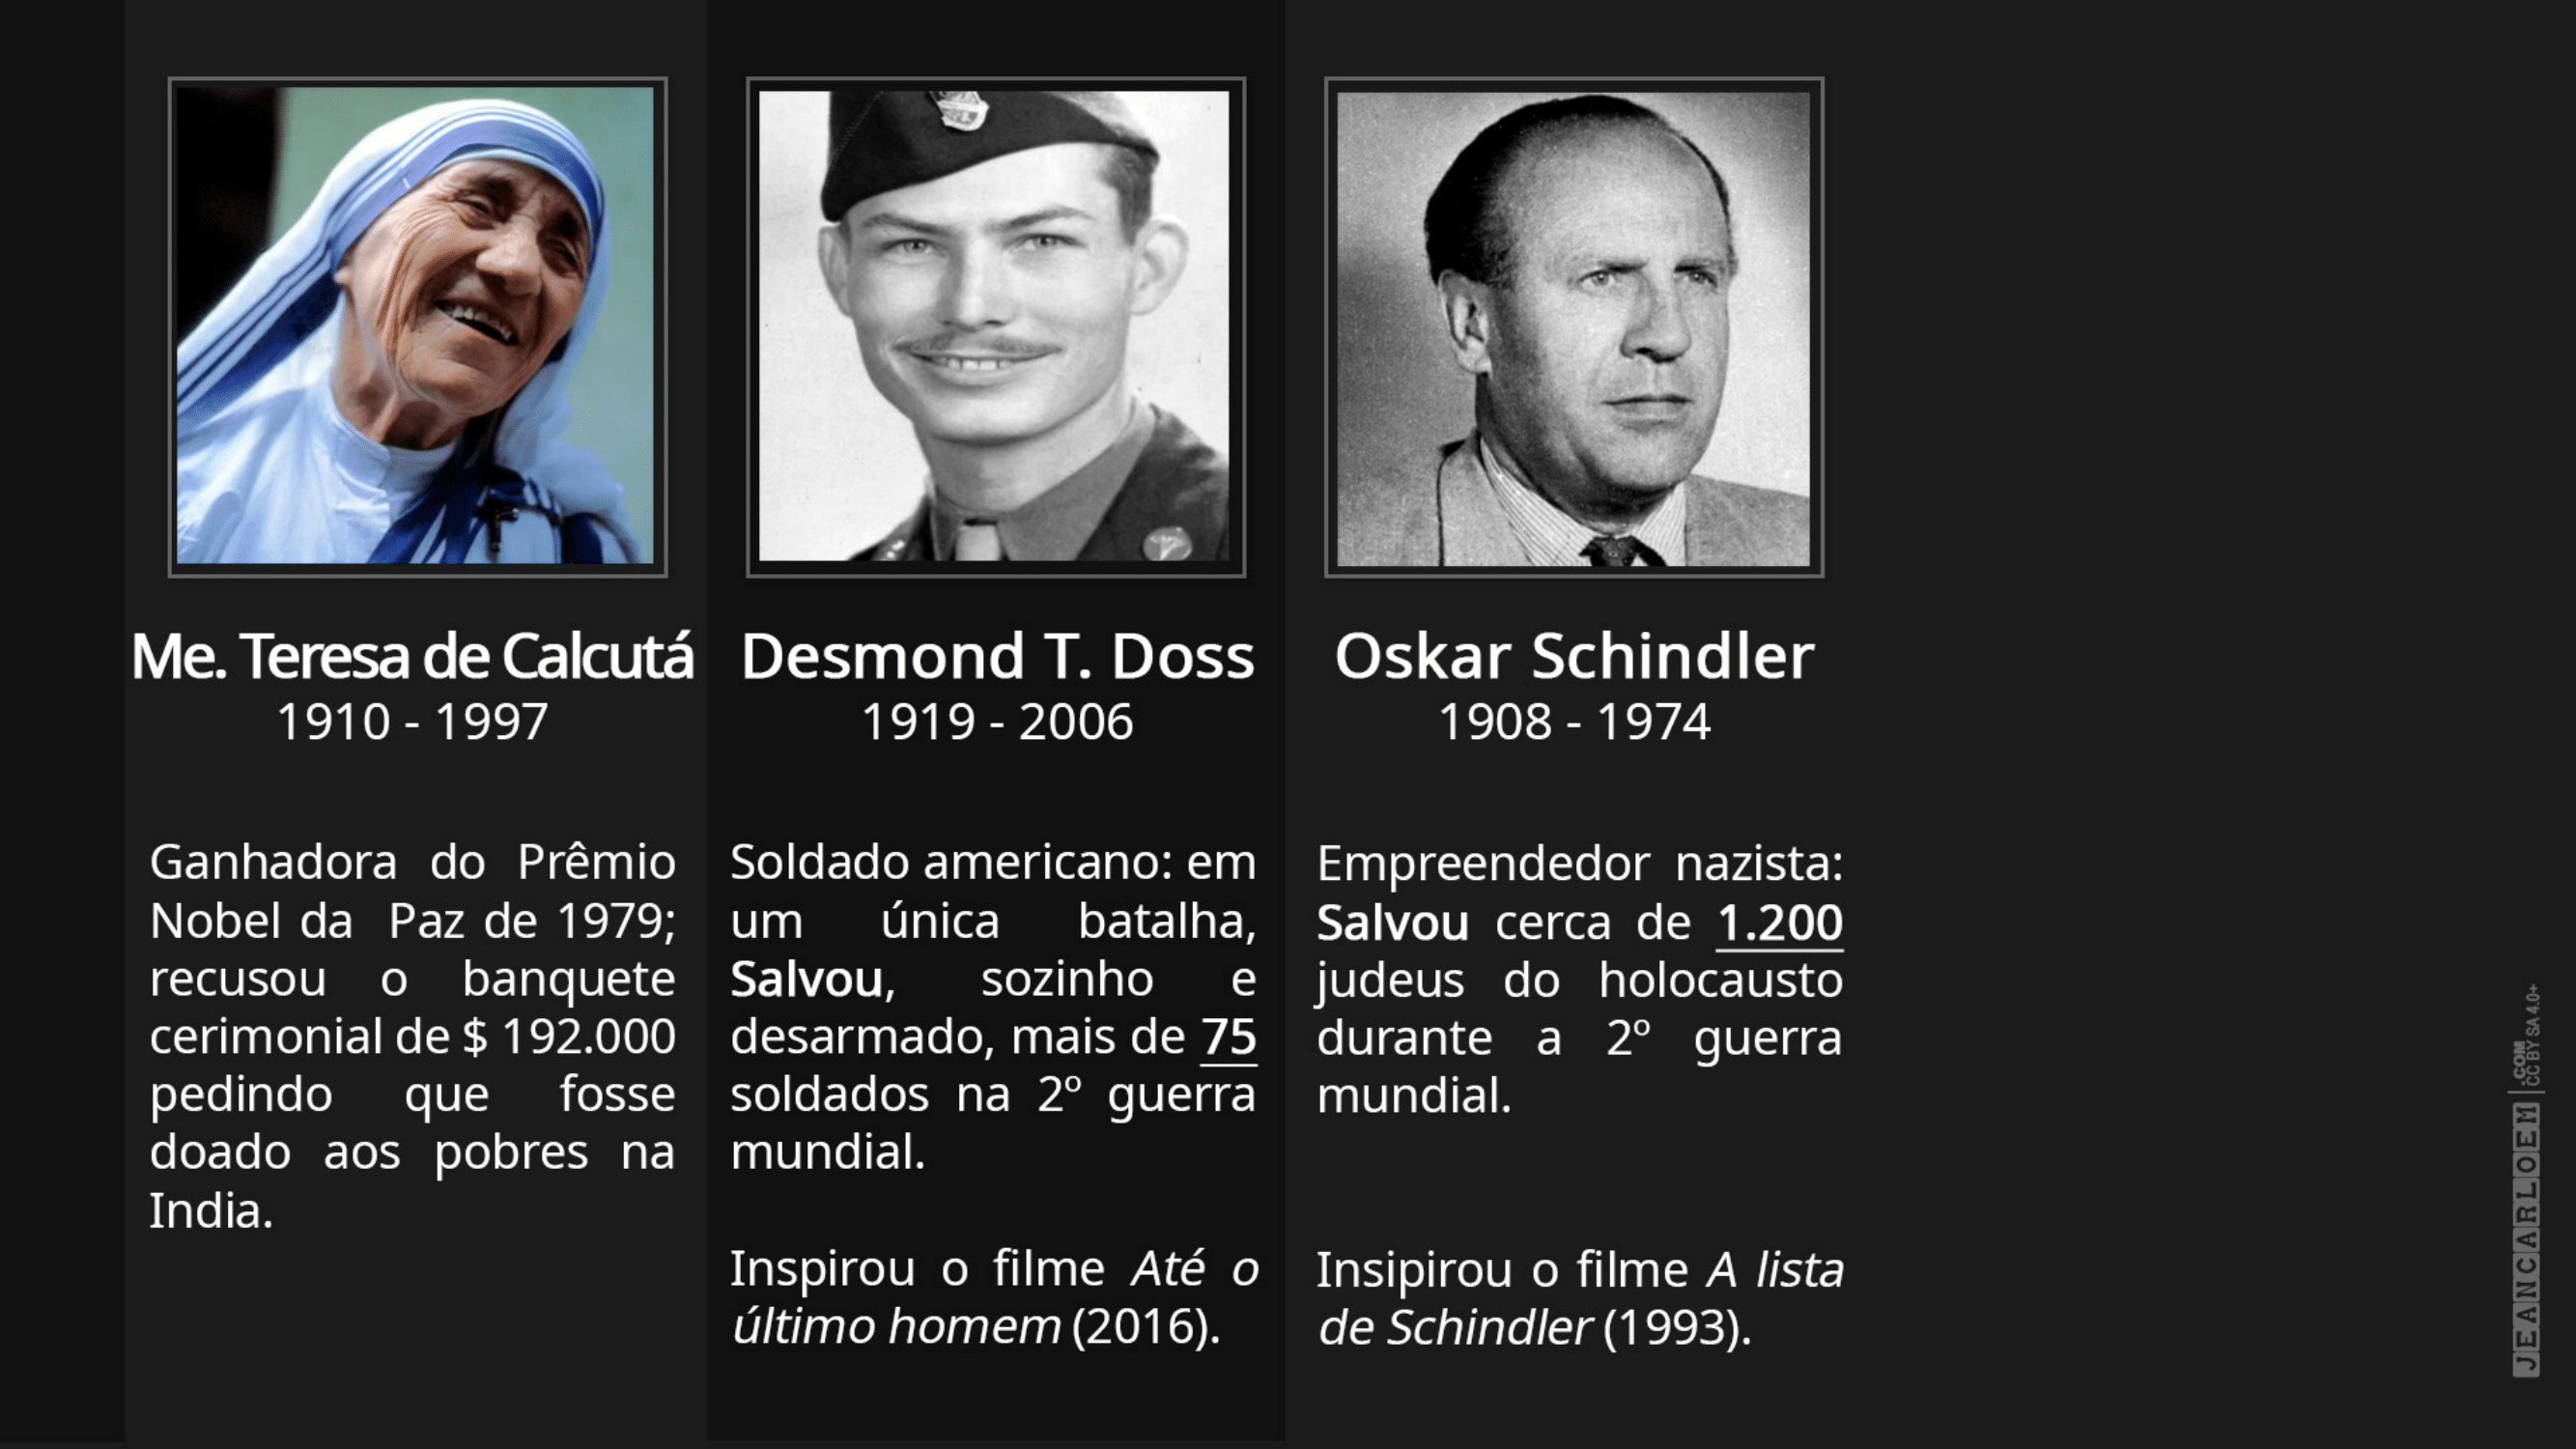 Me. Teresa de Calcutá
1910 - 1997
Ganhadora do Prêmio
Nobel da Paz de 1979;
recusou o banquete
cerimonial de $ 192.000
pedindo que fosse
doado aos pobres na
India.
Desmond T. Doss
1919 - 2006
Soldado americano: em
um única batalha,
Salvou, sozinho e
desarmado, mais de 75
soldados na 2º guerra
mundial.
Inspirou o filme Até o
último homem (2016).
Oskar Schindler
1908 - 1974
Empreendedor nazista:
Salvou cerca de 1.200
judeus do holocausto
durante a 2º guerra
mundial.
Insipirou o filme A lista
de Schindler (1993).
JEANCARLOEM
.COM
CC BY SA 4.0+